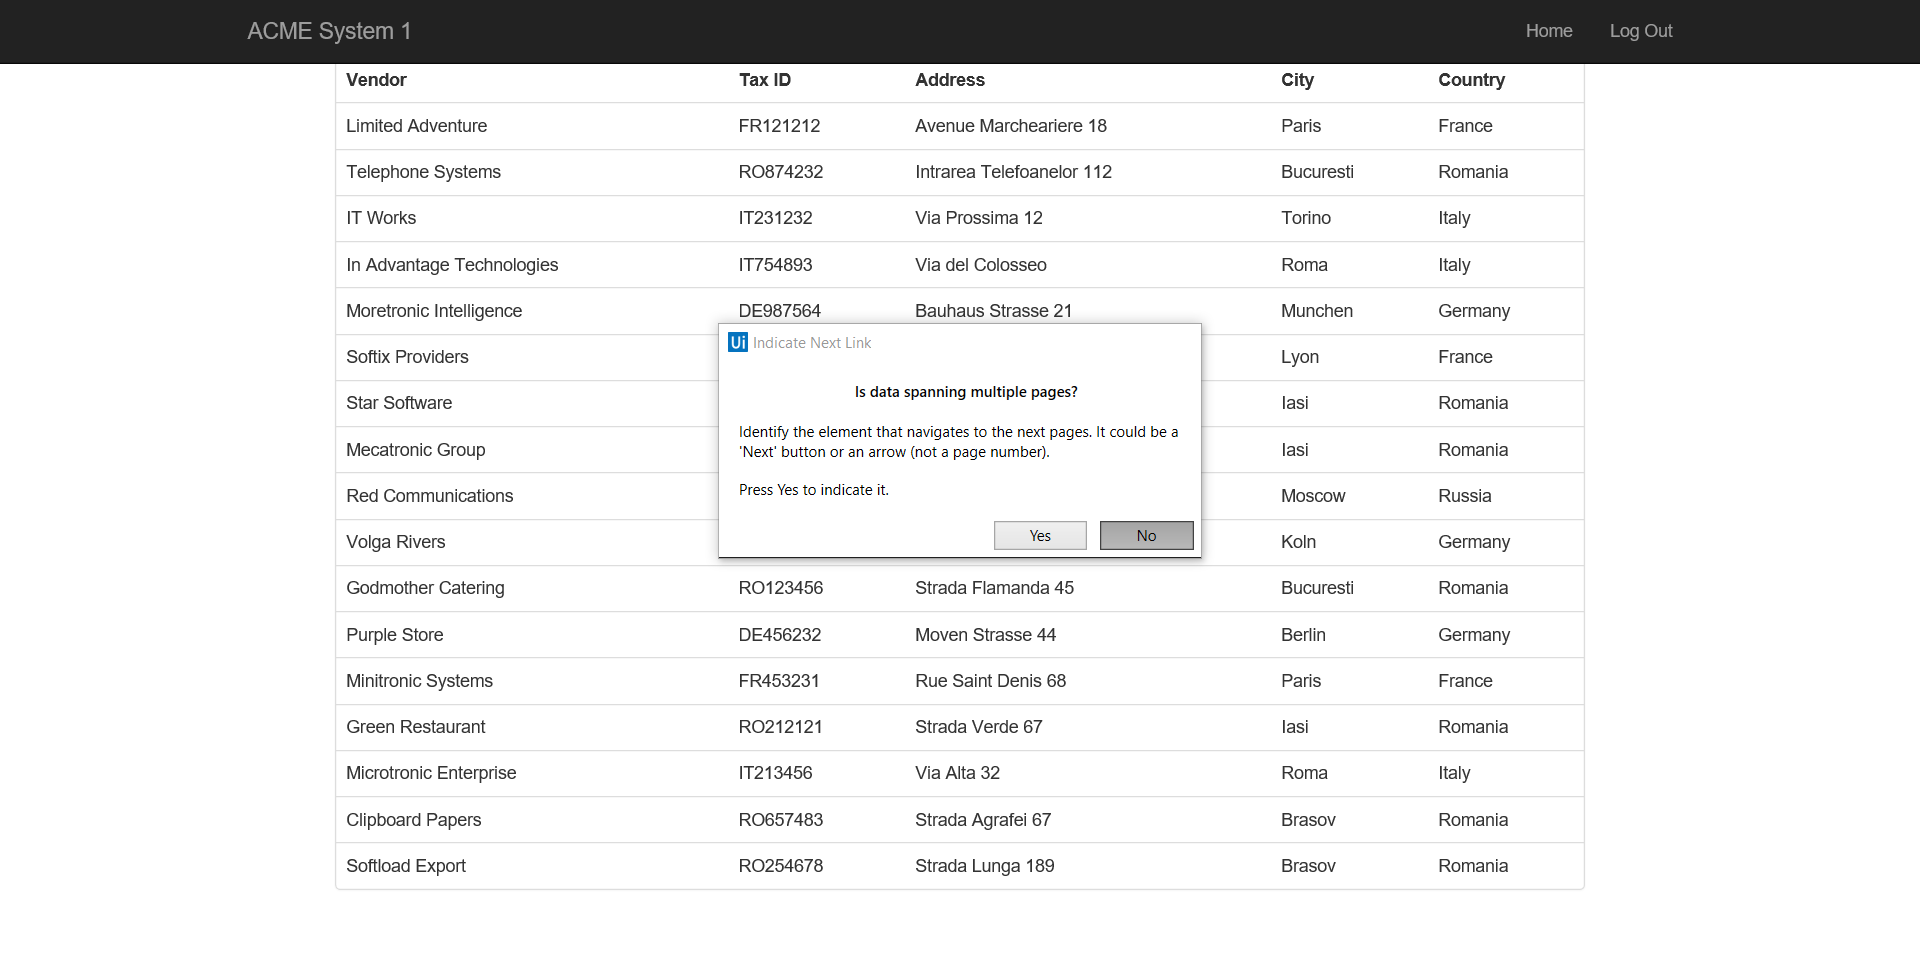 ACME System 1 Home Log Out
Vendor Tax ID Address City Country
Limited Adventure FR121212 Avenue Marcheariere 18 Paris France
Telephone Systems RO874232 Intrarea Telefoanelor 112 Bucuresti Romania
IT Works IT231232 Via Prossima 12 Torino Italy
In Advantage Technologies IT754893 Via del Colosseo Roma Italy
Moretronic Intelligence DE987564 Bauhaus Strasse 21 Munchen Germany
Softix Providers Lyon France
Star Software Iasi Romania
Mecatronic Group Iasi Romania
Red Communications Moscow Russia
Volga Rivers Koln Germany
Ui Indicate Next Link
Is data spanning multiple pages?
Identify the element that navigates to the next pages. It could be a
'Next' button or an arrow (not a page number).
Press Yes to indicate it.
Yes No
Godmother Catering RO123456 Strada Flamanda 45 Bucuresti Romania
Purple Store DE456232 Moven Strasse 44 Berlin Germany
Minitronic Systems FR453231 Rue Saint Denis 68 Paris France
Green Restaurant RO212121 Strada Verde 67 Iasi Romania
Microtronic Enterprise IT213456 Via Alta 32 Roma Italy
Clipboard Papers RO657483 Strada Agrafei 67 Brasov Romania
Softload Export RO254678 Strada Lunga 189 Brasov Romania